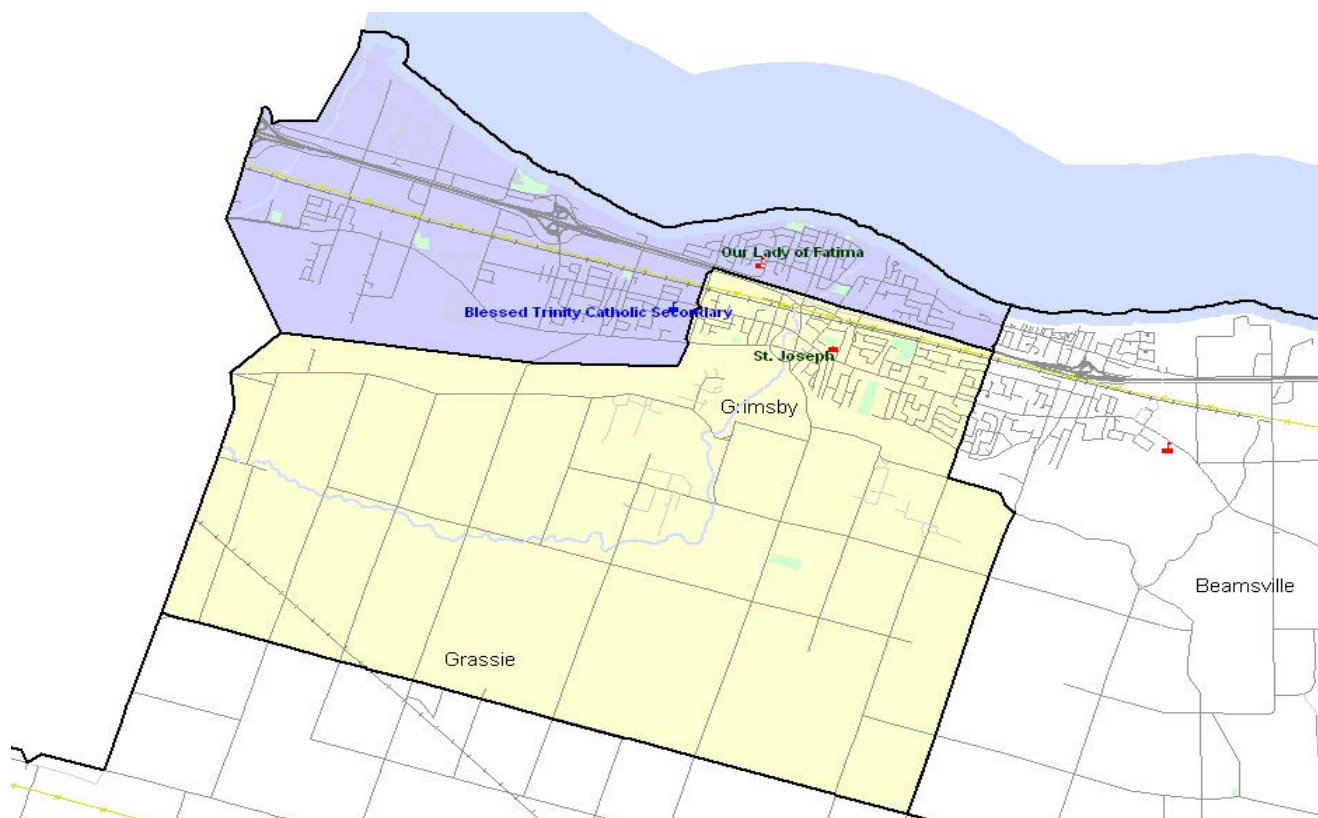 Our Lady of Fatima
Blessed Trinity Catholic Secondary
St. Joseph
Grimsby
Beamsville
Grassie